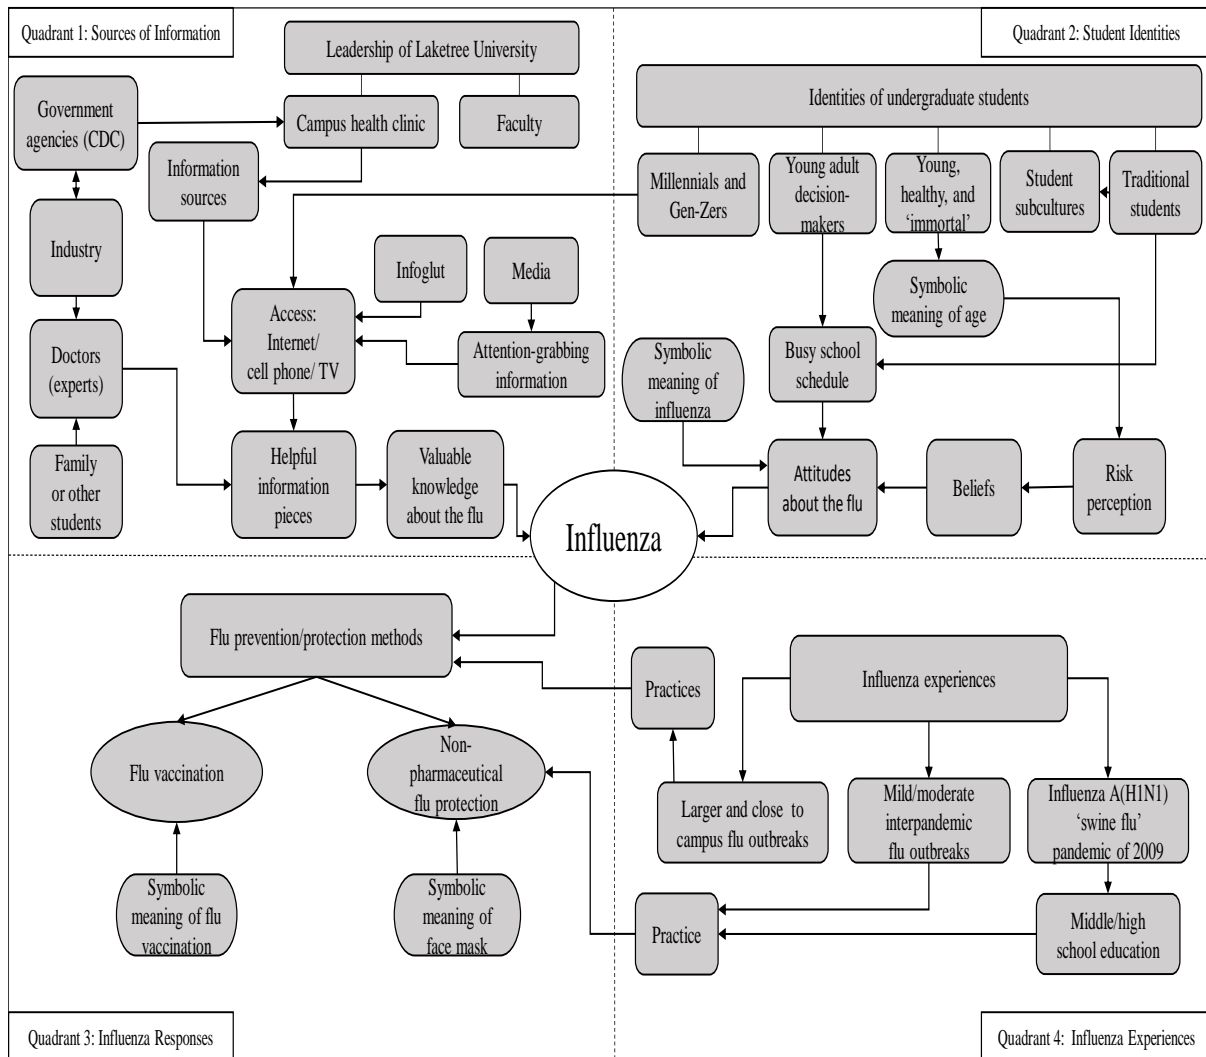 Quadrant 1: Sources of Information
Leadership of Laketree University
Government
agencies (CDC)
Campus health clinic
Faculty
Information
sources
Industry
Infoglut
Media
Access:
Internet/
cell phone/ TV
Attention-grabbing
information
Doctors
(experts)
Family
or other
students
Helpful
information
pieces
Valuable
knowledge
about the flu
Quadrant 2: Student Identities
Identities of undergraduate students
Millennials and
Gen-Zers
Young adult
decision-
makers
Young,
healthy, and
‘immortal’
Student
subcultures
Traditional
students
Symbolic
meaning of age
Symbolic
meaning of
influenza
Busy school
schedule
Attitudes
about the flu
Beliefs
Risk
perception
Influenza
Flu prevention/protection methods
Flu vaccination
Non-
pharmaceutical
flu protection
Symbolic
meaning of flu
vaccination
Symbolic
meaning of
face mask
Quadrant 3: Influenza Responses
Practices
Influenza experiences
Larger and close to
campus flu outbreaks
Mild/moderate
interpandemic
flu outbreaks
Influenza A(H1N1)
‘swine flu’
pandemic of 2009
Practice
Middle/high
school education
Quadrant 4: Influenza Experiences